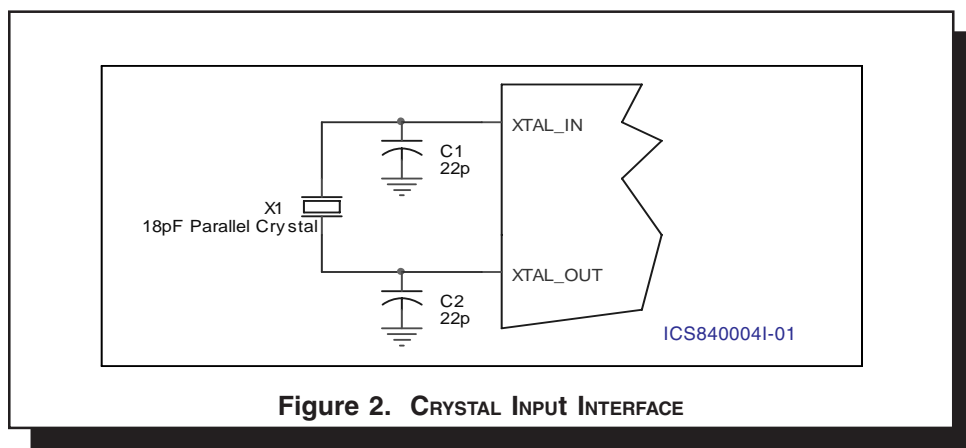 XTAL_IN
C1
22p
X1
18pF Parallel Crystal
XTAL_OUT
C2
22p
ICS840004I-01
Figure 2. CRYSTAL INPUt INTERFACE